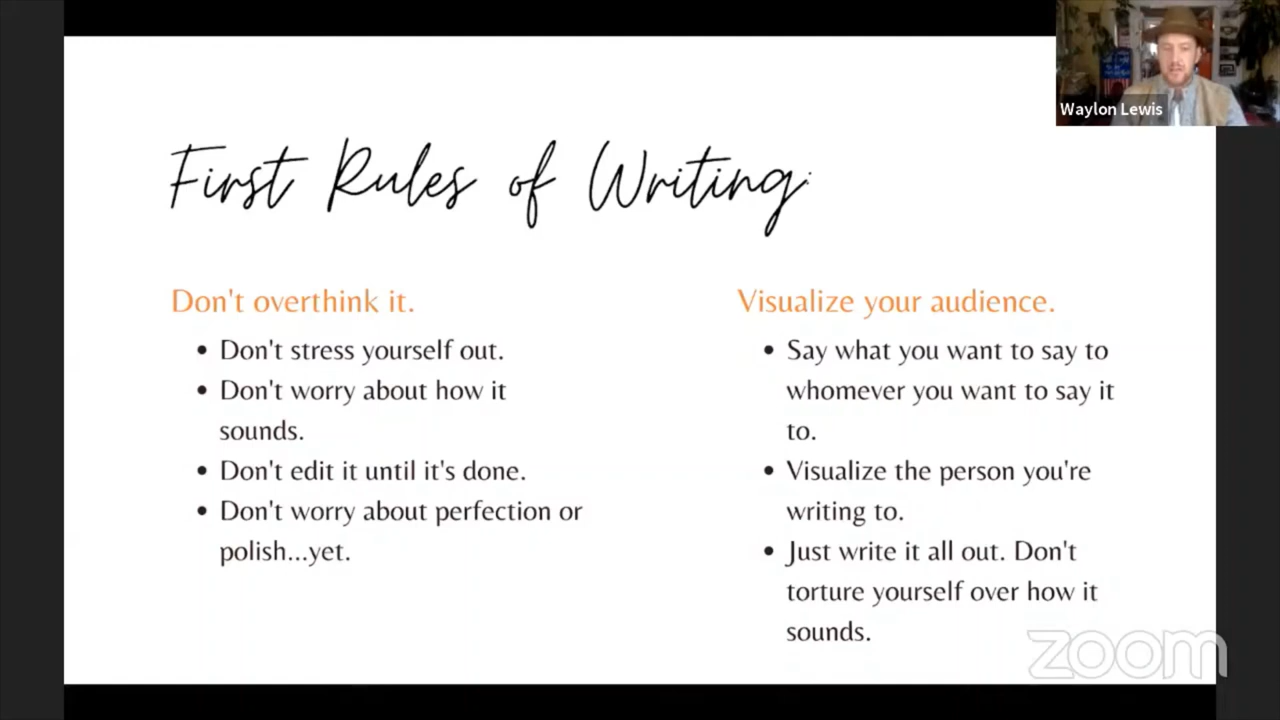 Waylon Lewis
First Rules of Writing:
Don't overthink it.
• Don't stress yourself out.
• Don't worry about how it
sounds.
• Don't edit it until it's done.
• Don't worry about perfection or
polish...yet.
Visualize your audience.
• Say what you want to say to
whomever you want to say it
to.
• Visualize the person you're
writing to.
• Just write it all out. Don't
torture yourself over how it
sounds.
zoom